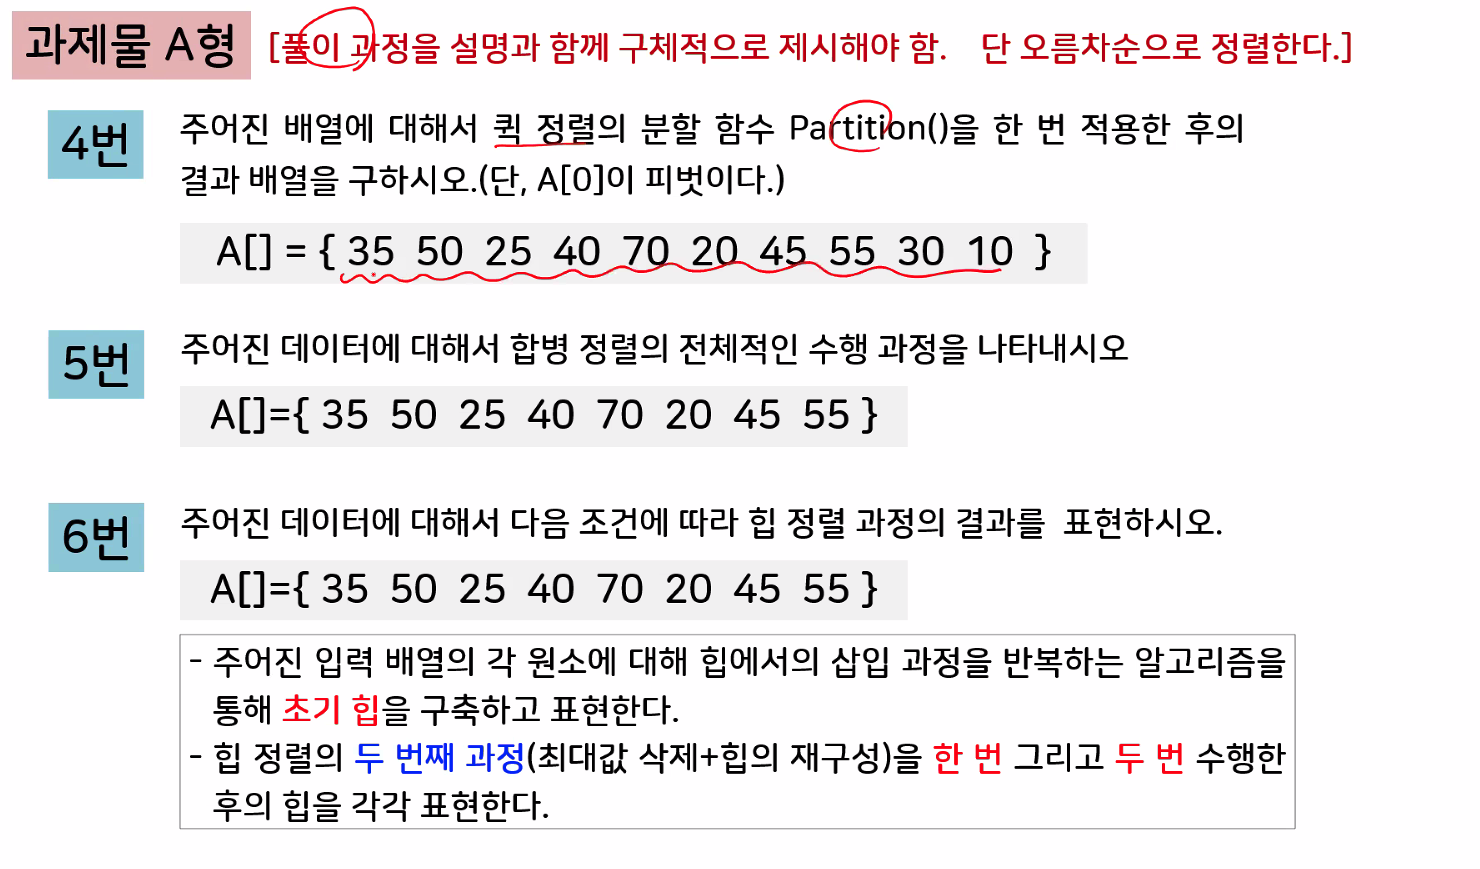 과제물 A형 [풀이 과정을 설명과 함께 구체적으로 제시해야 함. 단 오름차순으로 정렬한다.]
4번 주어진 배열에 대해서 퀵 정렬의 분할 함수 Partition()을 한 번 적용한 후의
결과 배열을 구하시오.(단, A[0]이 피벗이다.)
A[] = { 35 50 25 40 70 20 45 55 30 10 }
5번 주어진 데이터에 대해서 합병 정렬의 전체적인 수행 과정을 나타내시오
A[]={ 35 50 25 40 70 20 45 55 }
6번 주어진 데이터에 대해서 다음 조건에 따라 힙 정렬 과정의 결과를 표현하시오.
A[]={ 35 50 25 40 70 20 45 55 }
- 주어진 입력 배열의 각 원소에 대해 힙에서의 삽입 과정을 반복하는 알고리즘을
통해 초기 힙을 구축하고 표현한다.
- 힙 정렬의 두 번째 과정(최대값 삭제+힙의 재구성)을 한 번 그리고 두 번 수행한
후의 힙을 각각 표현한다.